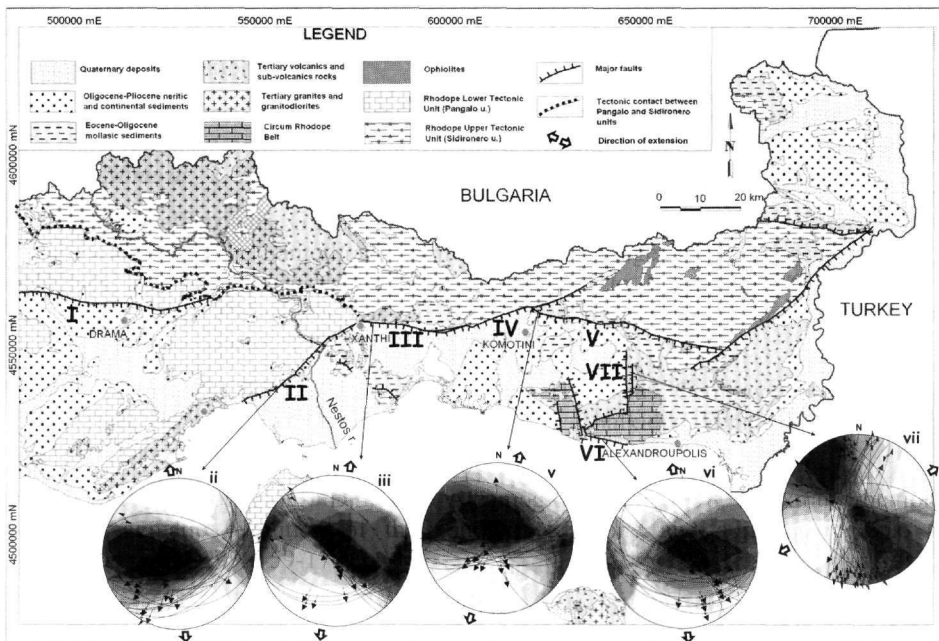 500000 mE
550000 mE
600000 mE
650000 mE
700000 mE
LEGEND
Quaternary deposits
Oligocene-Pliocene neritic
and continental sediments
Eocene-Oligocene
mollasic sediments
Tertiary volcanics and
sub-volcanics rocks
Tertiary granites and
granitodiorites
Circum Rhodope
Belt
Ophiolites
Rhodope Lower Tectonic
Unit (Pangaio u.)
Rhodope Upper Tectonic
Unit (Sidironero u.)
Major faults
Tectonic contact between
Pangaio and Sidironero
units
Direction of extension
N
0 10 20 km
4600000 mN
4550000 mN
4500000 mN
BULGARIA
TURKEY
I
DRAMA
II
Nestos r.
XANTHI
III
IV
KOMOTINI
V
VII
VI
ALEXANDROUPOLIS
N
ii
N
iii
N
v
N
vi
N
vii